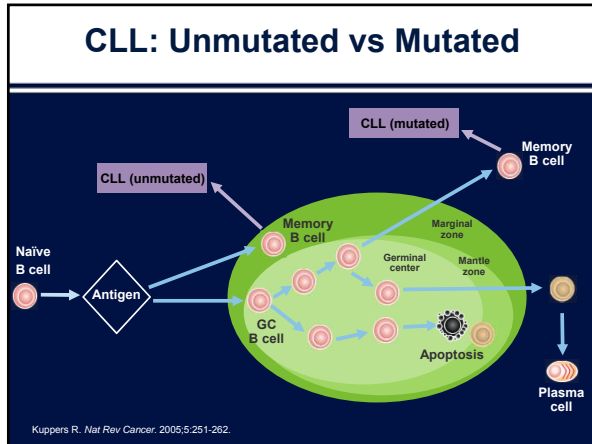 CLL: Unmutated vs Mutated
CLL (mutated)
Memory
B cell
CLL (unmutated)
Memory
B cell
Marginal
zone
Naïve
B cell
Germinal
center
Mantle
zone
Antigen
GC
B cell
Apoptosis
Plasma
cell
Kuppers R. Nat Rev Cancer. 2005;5:251-262.